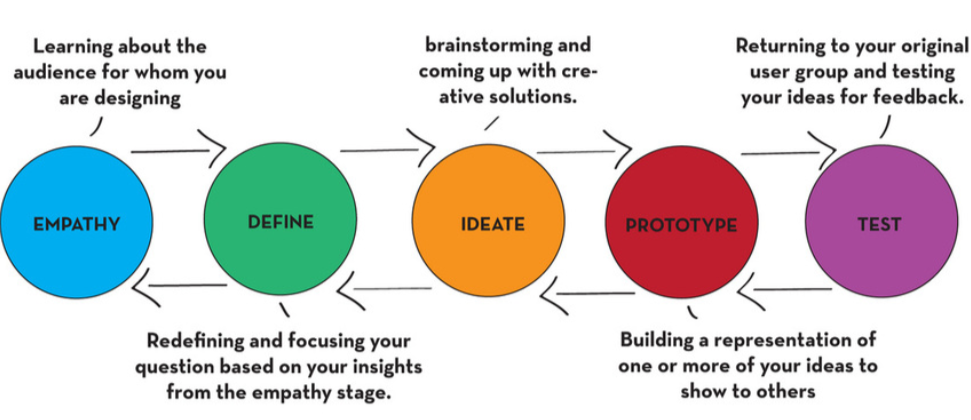 Learning about the
audience for whom you
are designing
brainstorming and
coming up with cre-
ative solutions.
Returning to your original
user group and testing
your ideas for feedback.
EMPATHY
DEFINE
IDEATE
PROTOTYPE
TEST
Redefining and focusing your
question based on your insights
from the empathy stage.
Building a representation of
one or more of your ideas to
show to others